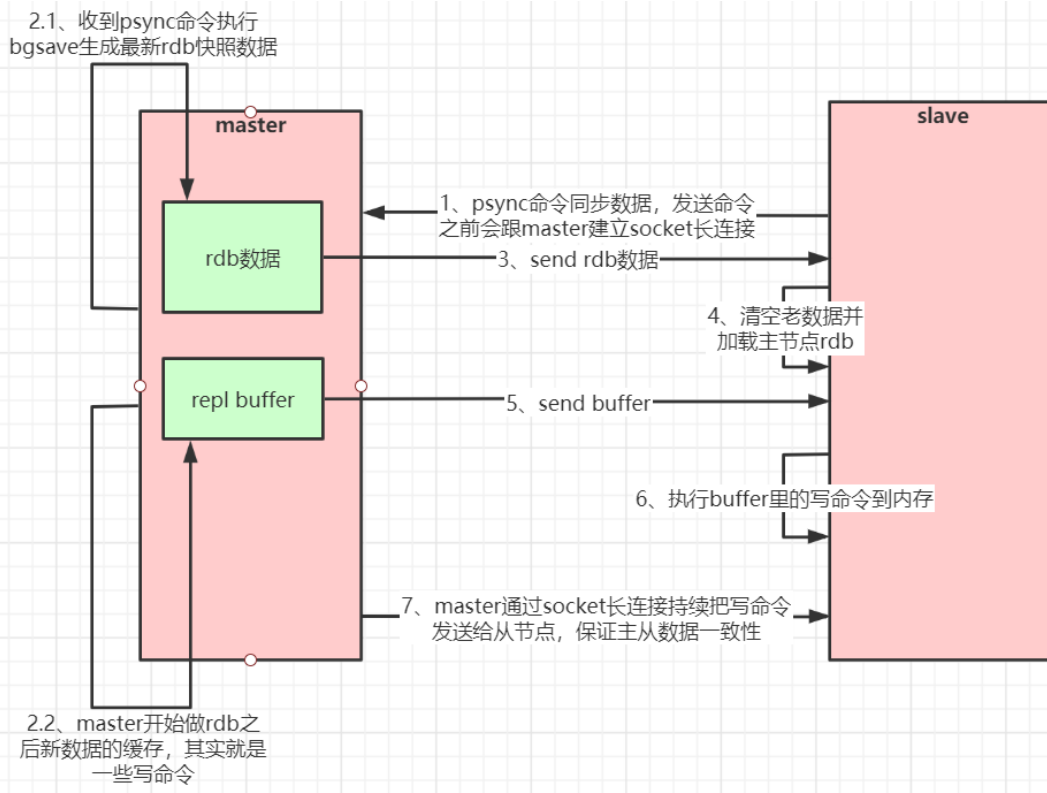 2.1、收到psync命令执行
bgsave生成最新rdb快照数据
master
slave
1、psync命令同步数据，发送命令
之前会跟master建立socket长连接
rdb数据
3、send rdb数据
4、清空老数据并
加载主节点rdb
repl buffer
5、send buffer
6、执行buffer里的写命令到内存
7、master通过socket长连接持续把写命令
发送给从节点，保证主从数据一致性
2.2、master开始做rdb之
后新数据的缓存，其实就是
一些写命令